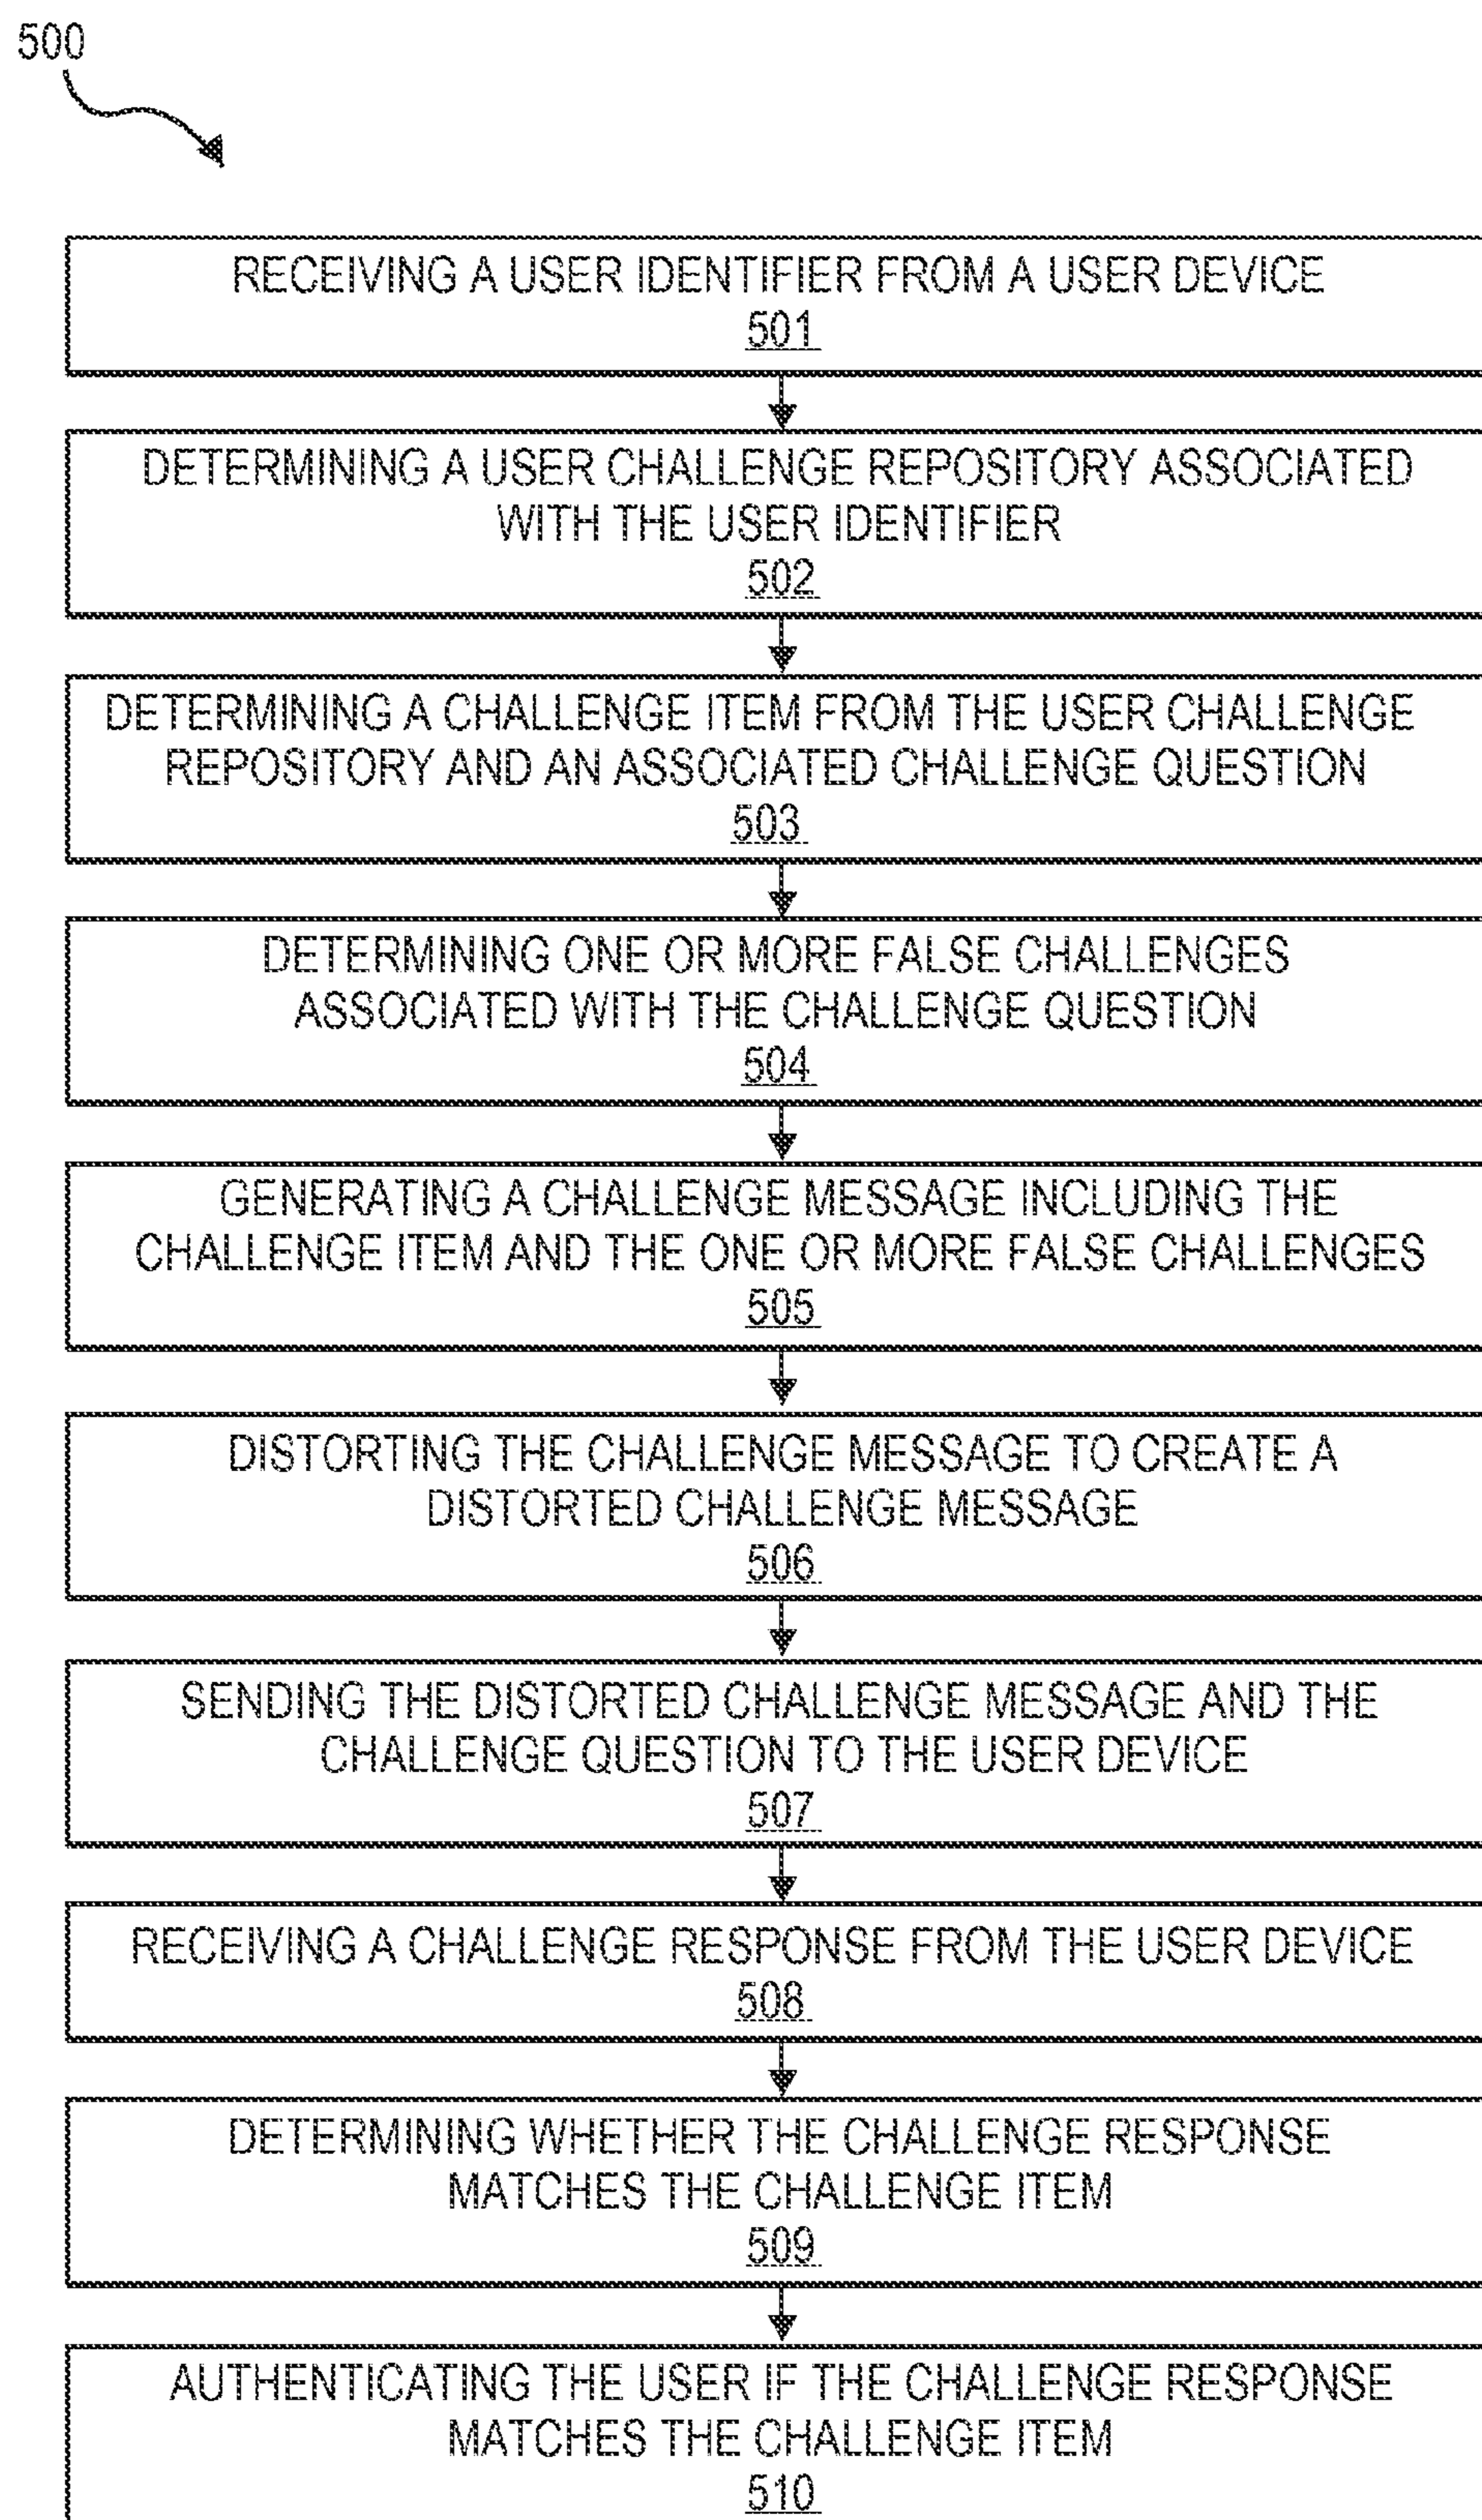 500
RECEIVING A USER IDENTIFIER FROM A USER DEVICE
501
DETERMINING A USER CHALLENGE REPOSITORY ASSOCIATED
WITH THE USER IDENTIFIER
502
DETERMINING A CHALLENGE ITEM FROM THE USER CHALLENGE
REPOSITORY AND AN ASSOCIATED CHALLENGE QUESTION
503
DETERMINING ONE OR MORE FALSE CHALLENGES
ASSOCIATED WITH THE CHALLENGE QUESTION
504
GENERATING A CHALLENGE MESSAGE INCLUDING THE
CHALLENGE ITEM AND THE ONE OR MORE FALSE CHALLENGES
505
DISTORTING THE CHALLENGE MESSAGE TO CREATE A
DISTORTED CHALLENGE MESSAGE
506
SENDING THE DISTORTED CHALLENGE MESSAGE AND THE
CHALLENGE QUESTION TO THE USER DEVICE
507
RECEIVING A CHALLENGE RESPONSE FROM THE USER DEVICE
508
DETERMINING WHETHER THE CHALLENGE RESPONSE
MATCHES THE CHALLENGE ITEM
509
AUTHENTICATING THE USER IF THE CHALLENGE RESPONSE
MATCHES THE CHALLENGE ITEM
510